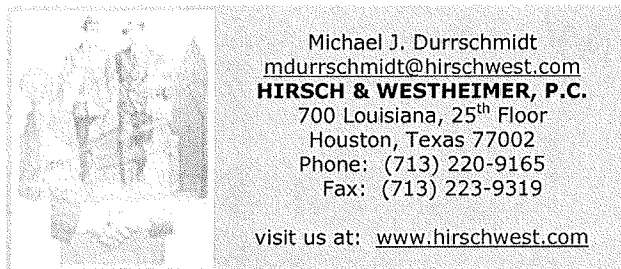 Michael J. Durrschmidt
mdurrschmidt@hirschwest.com
HIRSCH & WESTHEIMER, P.C.
700 Louisiana, 25th Floor
Houston, Texas 77002
Phone: (713) 220-9165
Fax: (713) 223-9319
visit us at: www.hirschwest.com